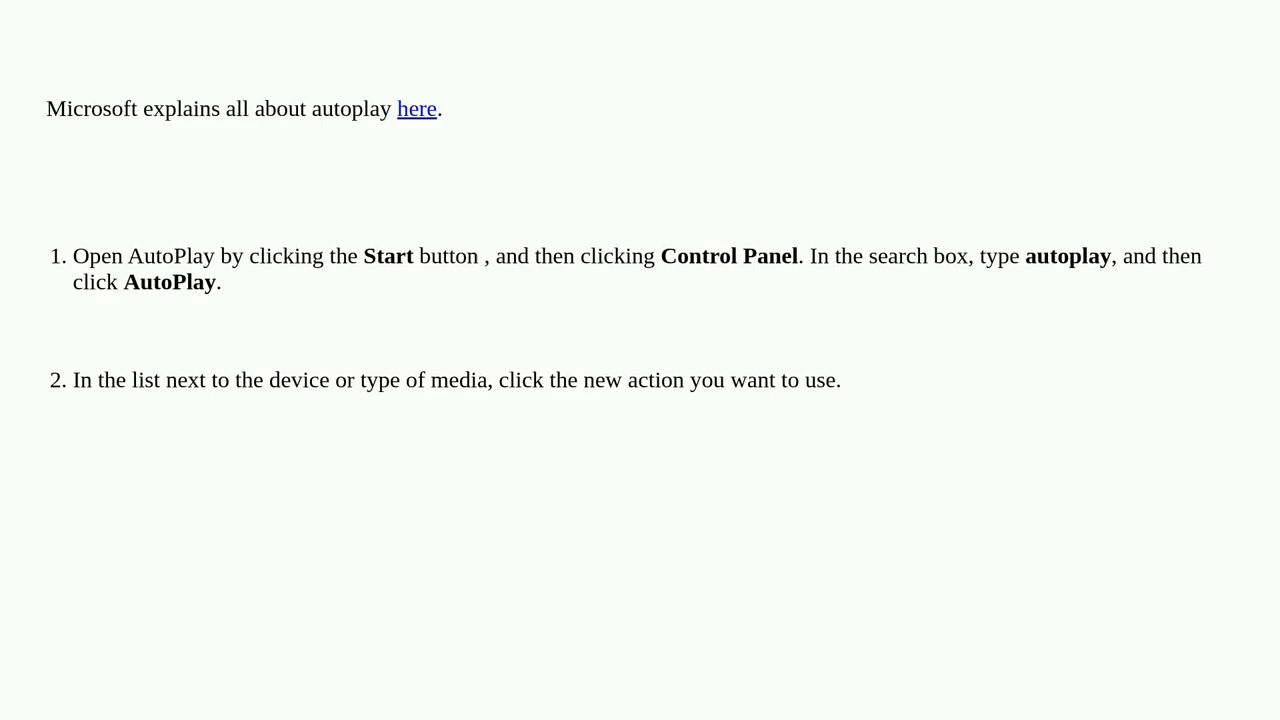 Microsoft explains all about autoplay here.
1. Open AutoPlay by clicking the Start button , and then clicking Control Panel. In the search box, type autoplay, and then
click AutoPlay.
2. In the list next to the device or type of media, click the new action you want to use.